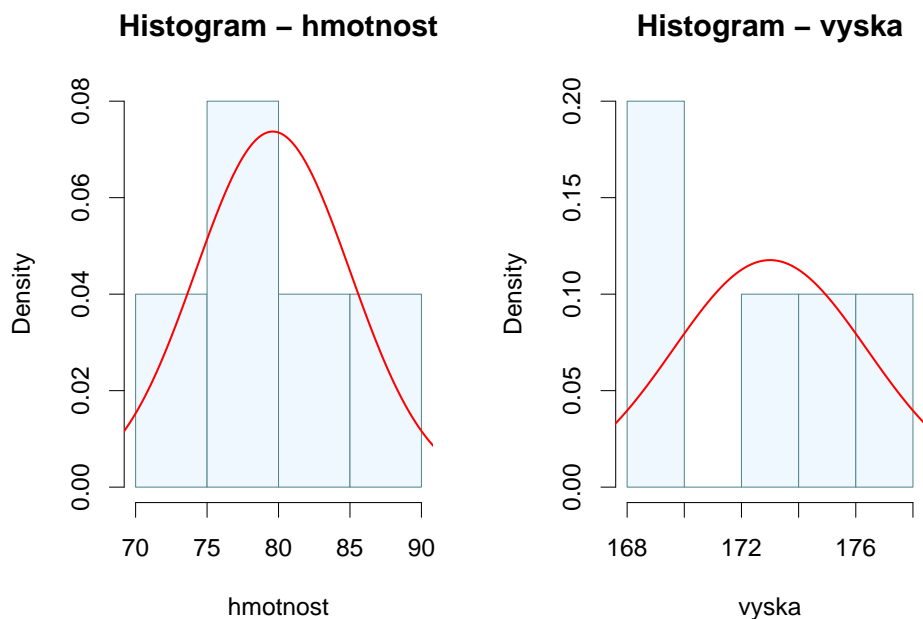 Histogram − hmotnost
Density
0.00
0.02
0.04
0.06
0.08
70 75 80 85 90
hmotnost
Histogram − vyska
Density
0.00
0.05
0.10
0.15
0.20
168 172 176
vyska